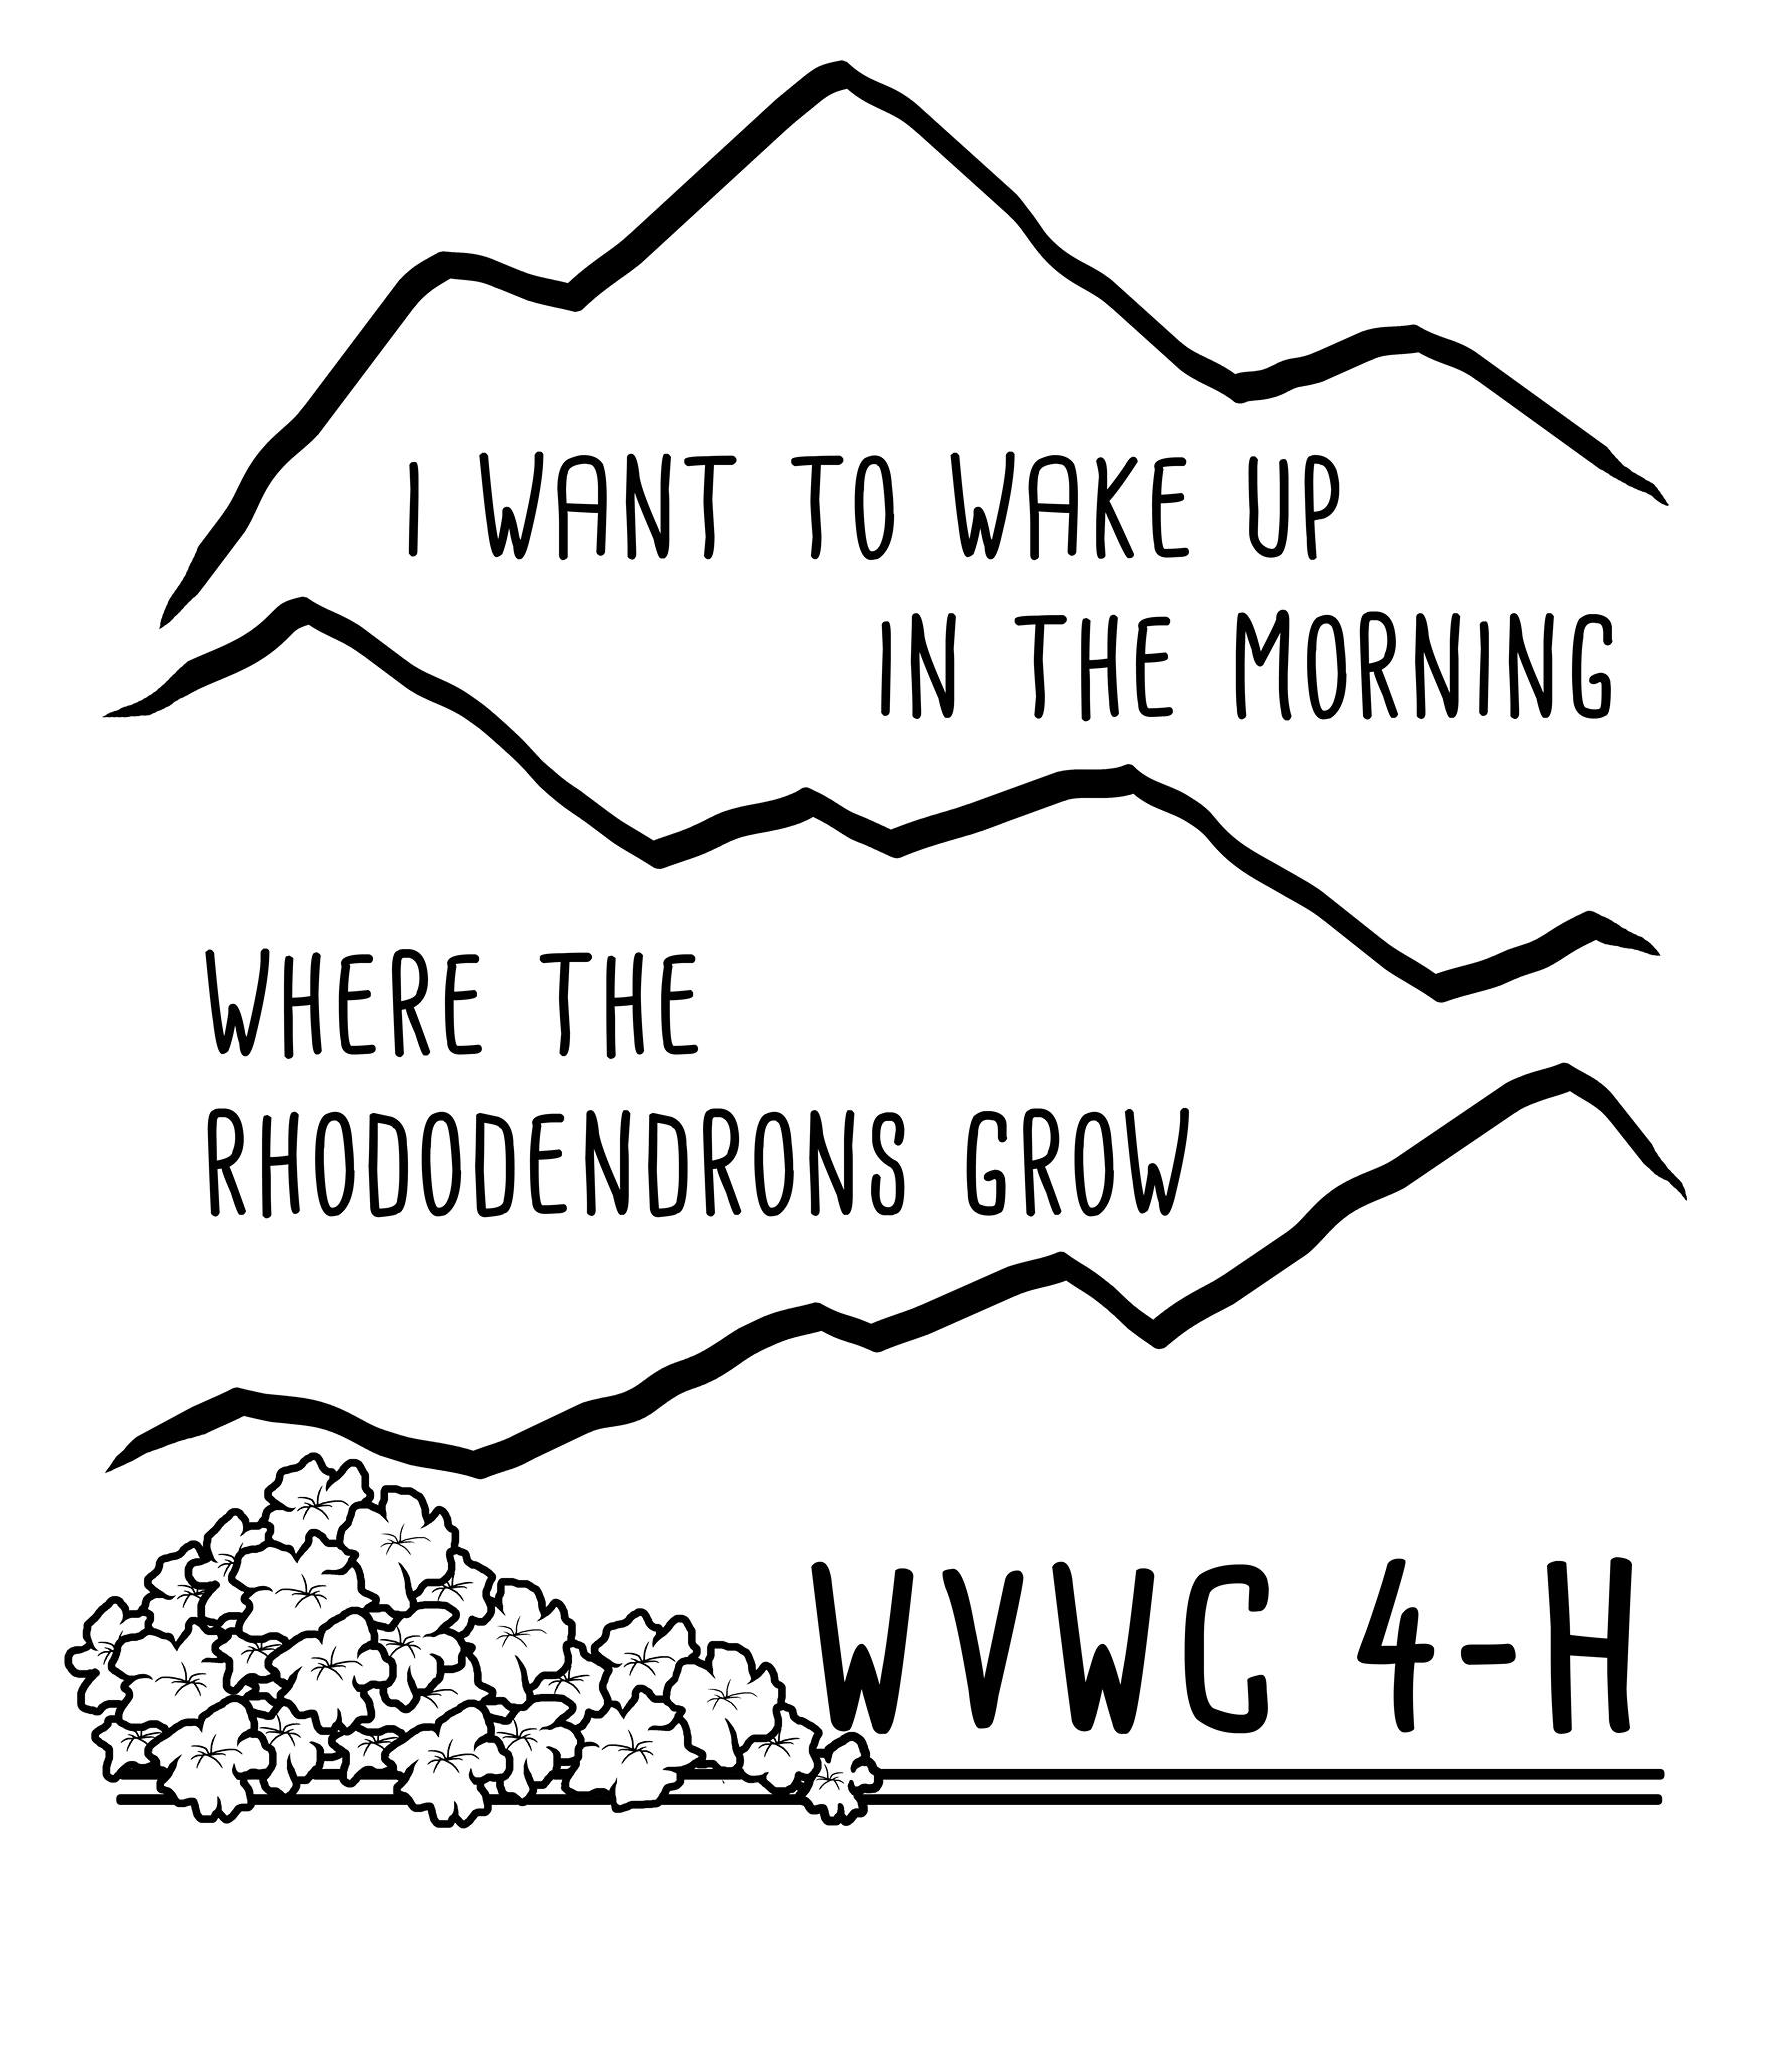 I WANT TO WAKE UP
IN THE MORNING
WHERE THE
RHODODENDRONS GROW
WVWC 4-H